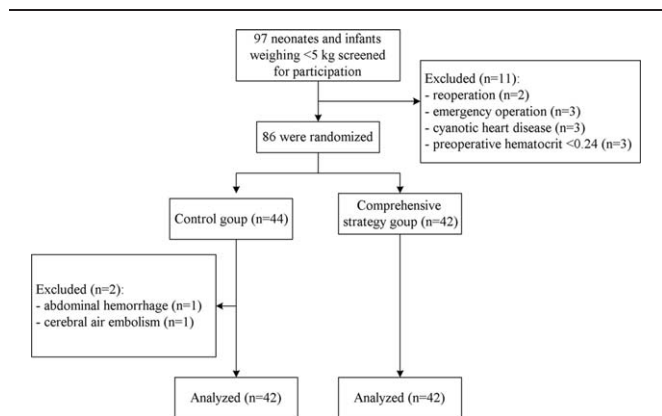 97 neonates and infants
weighing <5 kg screened
for participation
Excluded (n=11):
- reoperation (n=2)
- emergency operation (n=3)
- cyanotic heart disease (n=3)
- preoperative hematocrit <0.24 (n=3)
86 were randomized
Control goup (n=44)
Comprehensive
strategy goup (n=42)
Excluded (n=2):
- abdominal hemorrhage (n=1)
- cerebral air embolism (n=1)
Analyzed (n=42)
Analyzed (n=42)